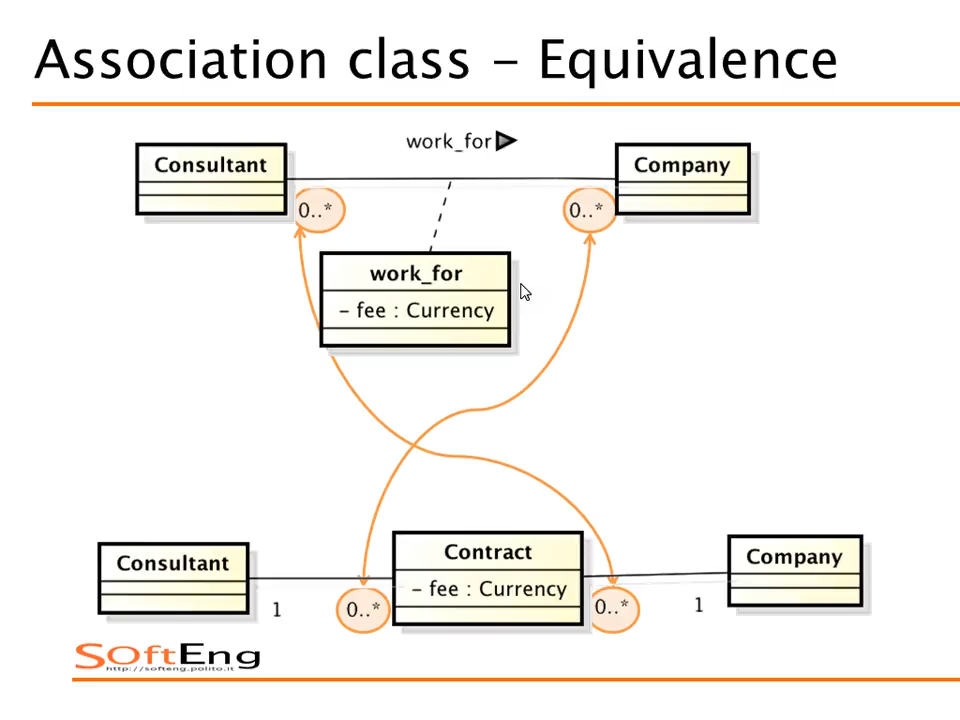 Association class - Equivalence
work_for
Consultant
Company
0..*
0..*
work_for
- fee : Currency
Contract
Consultant
Company
- fee : Currency
1
0..*
0..*
1
SOftEng
http://softeng.polito.it